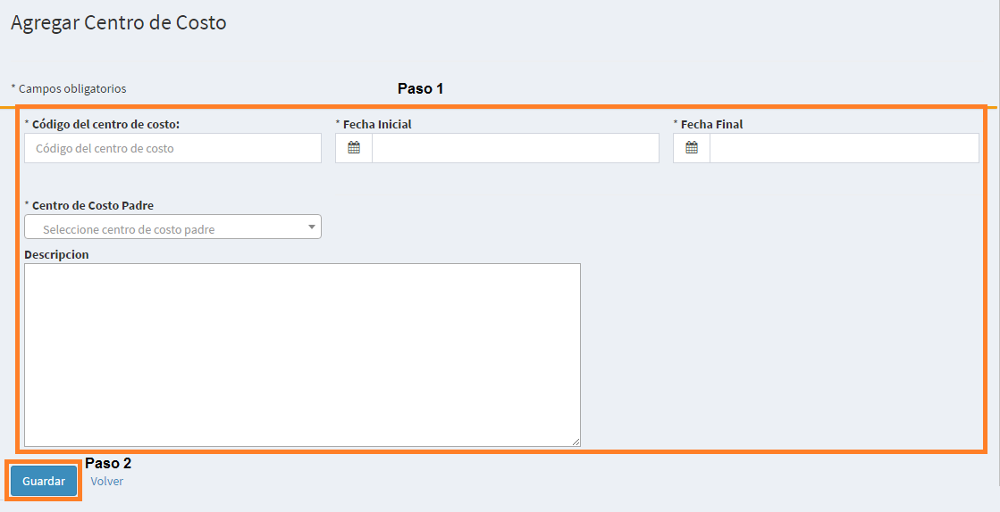 Agregar Centro de Costo
* Campos obligatorios
Paso 1
* Código del centro de costo:
* Fecha Inicial
* Fecha Final
Código del centro de costo
* Centro de Costo Padre
Seleccione centro de costo padre
Descripcion
Paso 2
Guardar
Volver